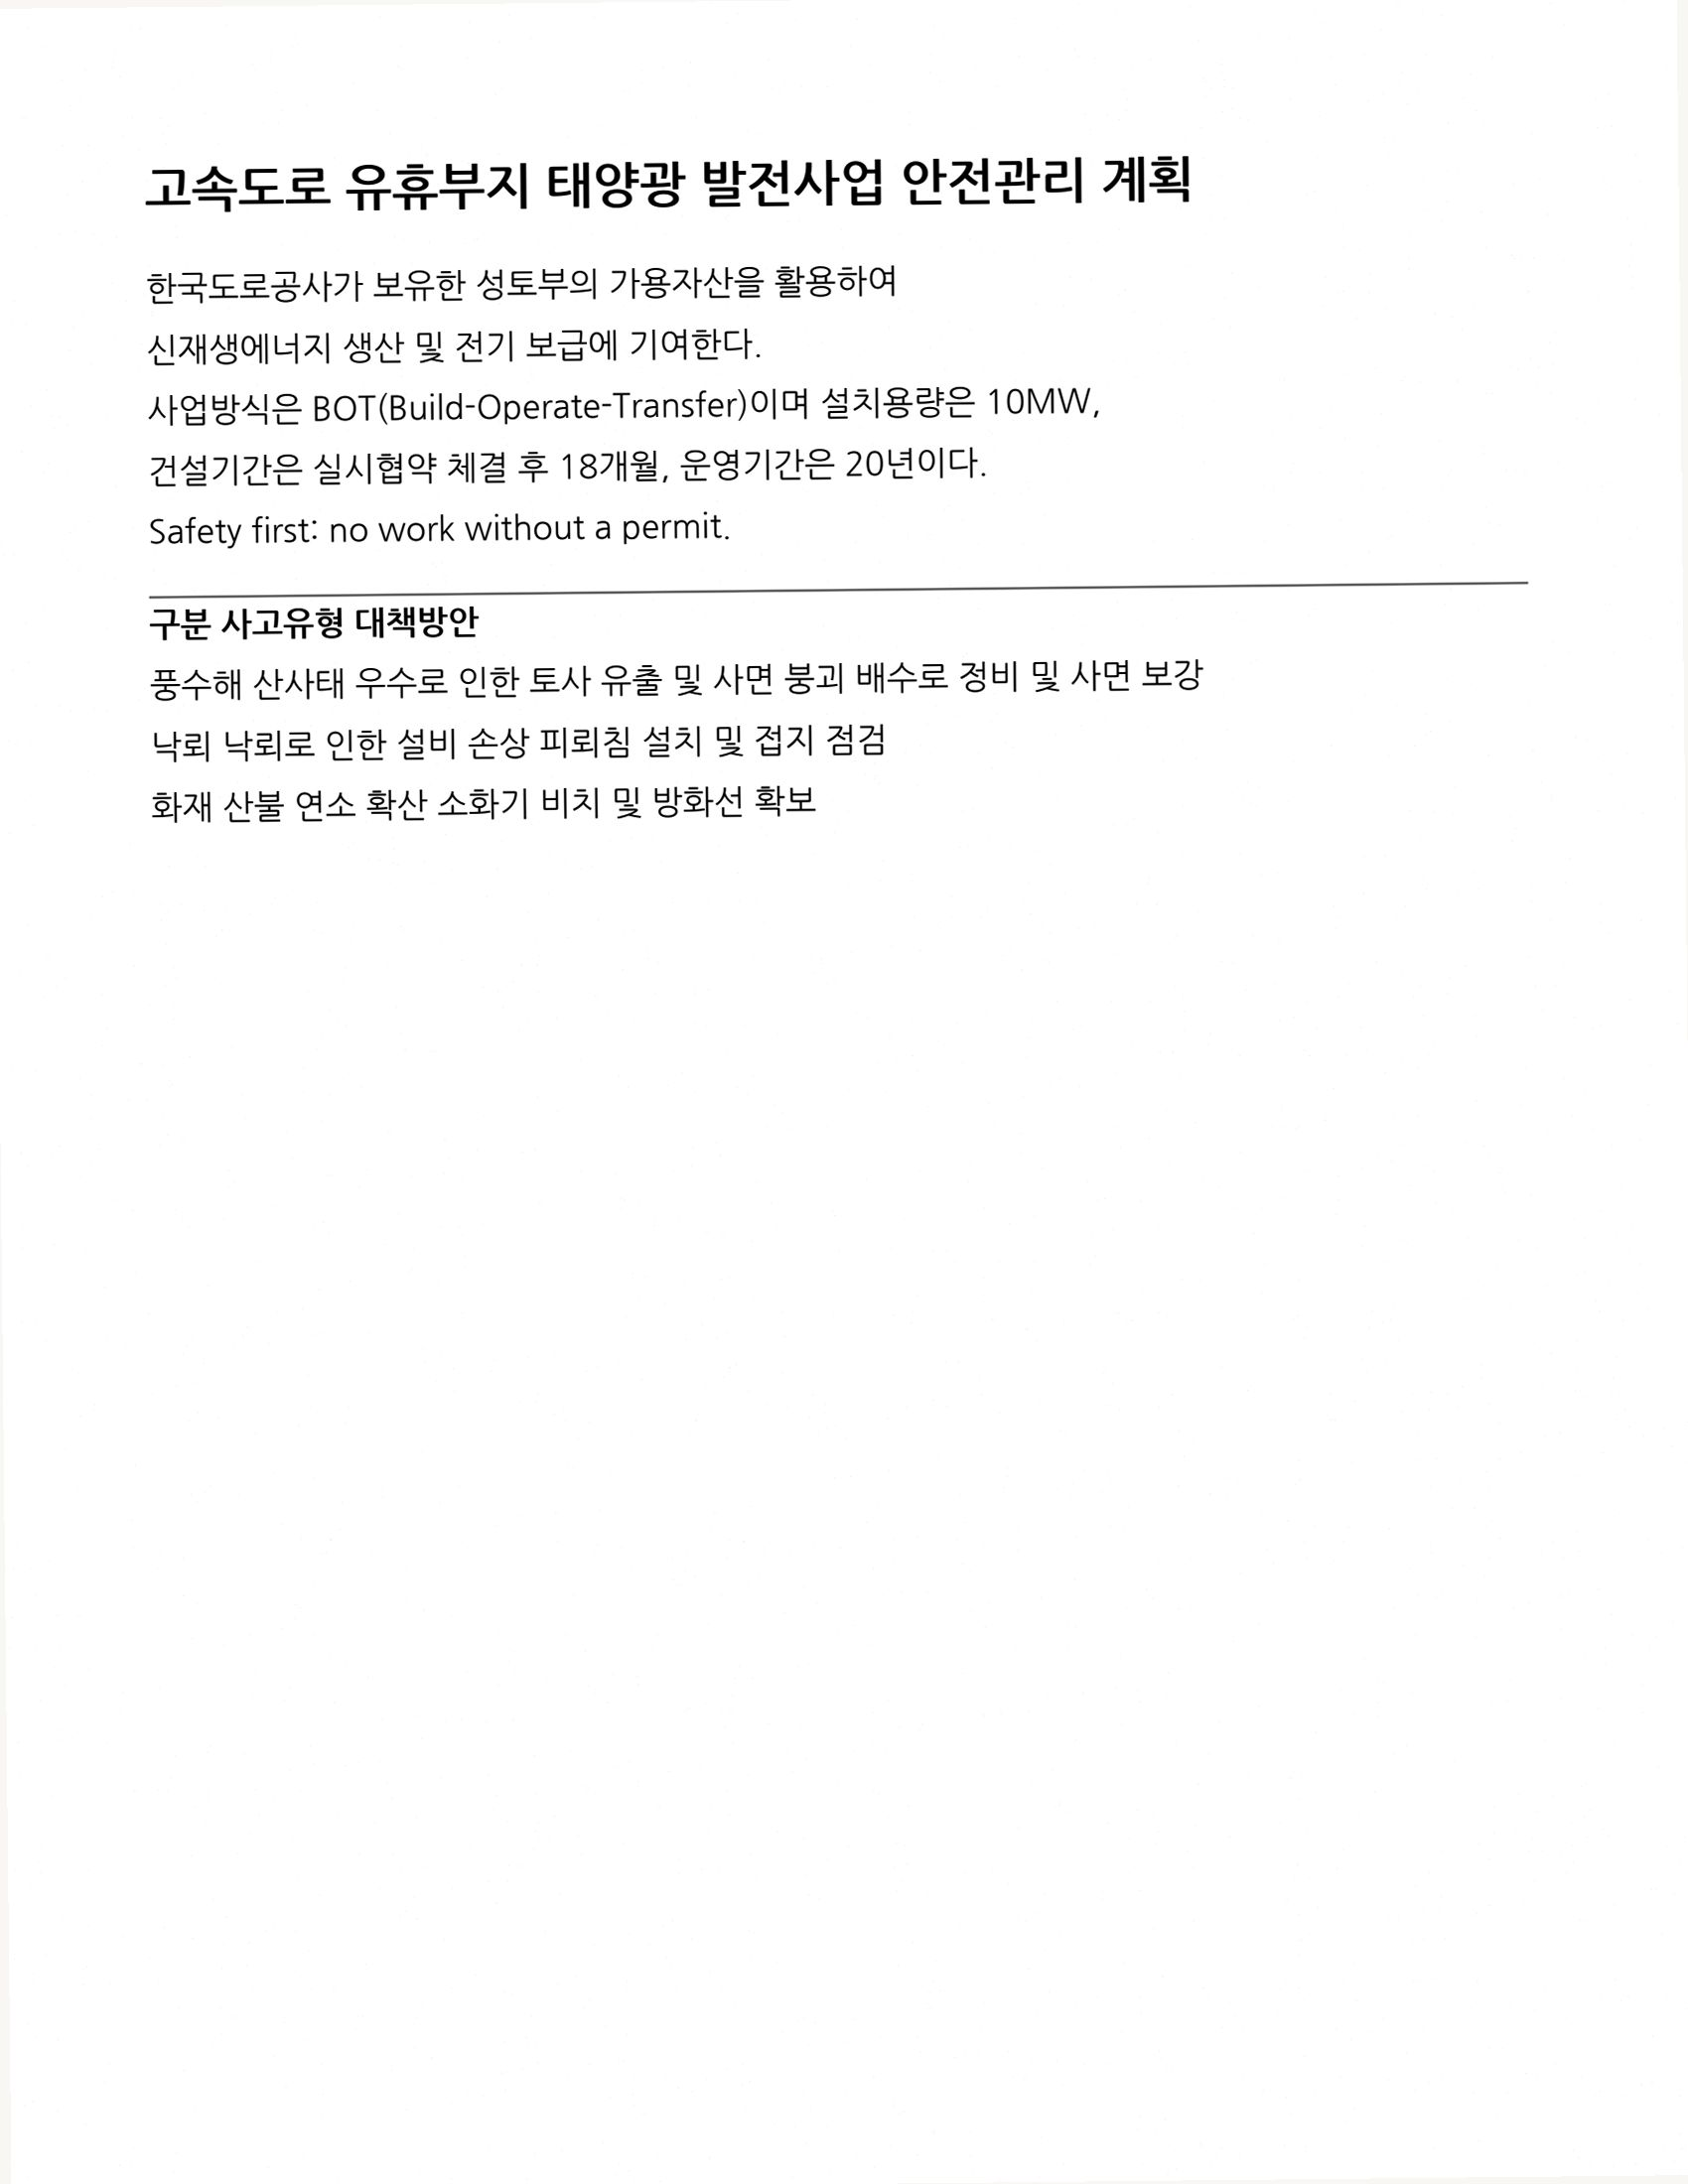 고속도로 유휴부지 태양광 발전사업 안전관리 계획
한국도로공사가 보유한 성토부의 가용자산을 활용하여
신재생에너지 생산 및 전기 보급에 기여한다.
사업방식은 BOT(Build-Operate-Transfer)이며 설치용량은 10MW,
건설기간은 실시협약 체결 후 18개월, 운영기간은 20년이다.
Safety first: no work without a permit.
구분 사고유형 대책방안
풍수해 산사태 우수로 인한 토사 유출 및 사면 붕괴 배수로 정비 및 사면 보강
낙뢰 낙뢰로 인한 설비 손상 피뢰침 설치 및 접지 점검
화재 산불 연소 확산 소화기 비치 및 방화선 확보